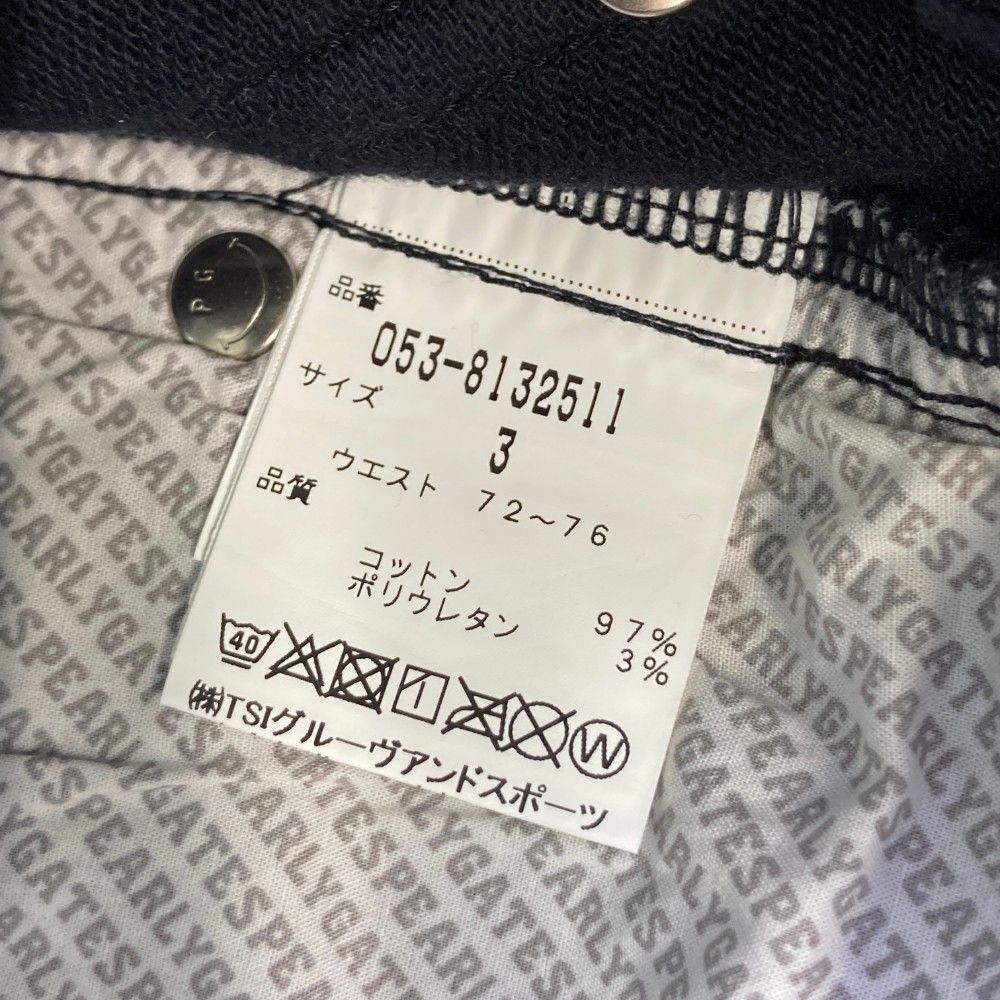 品番
053-8132511
サイズ
3
ウエスト 72～76
品質
コットン 97%
ポリウレタン 3%
40
W
(株)TSIグルーヴアンドスポーツ
PG
PEARLYGATES